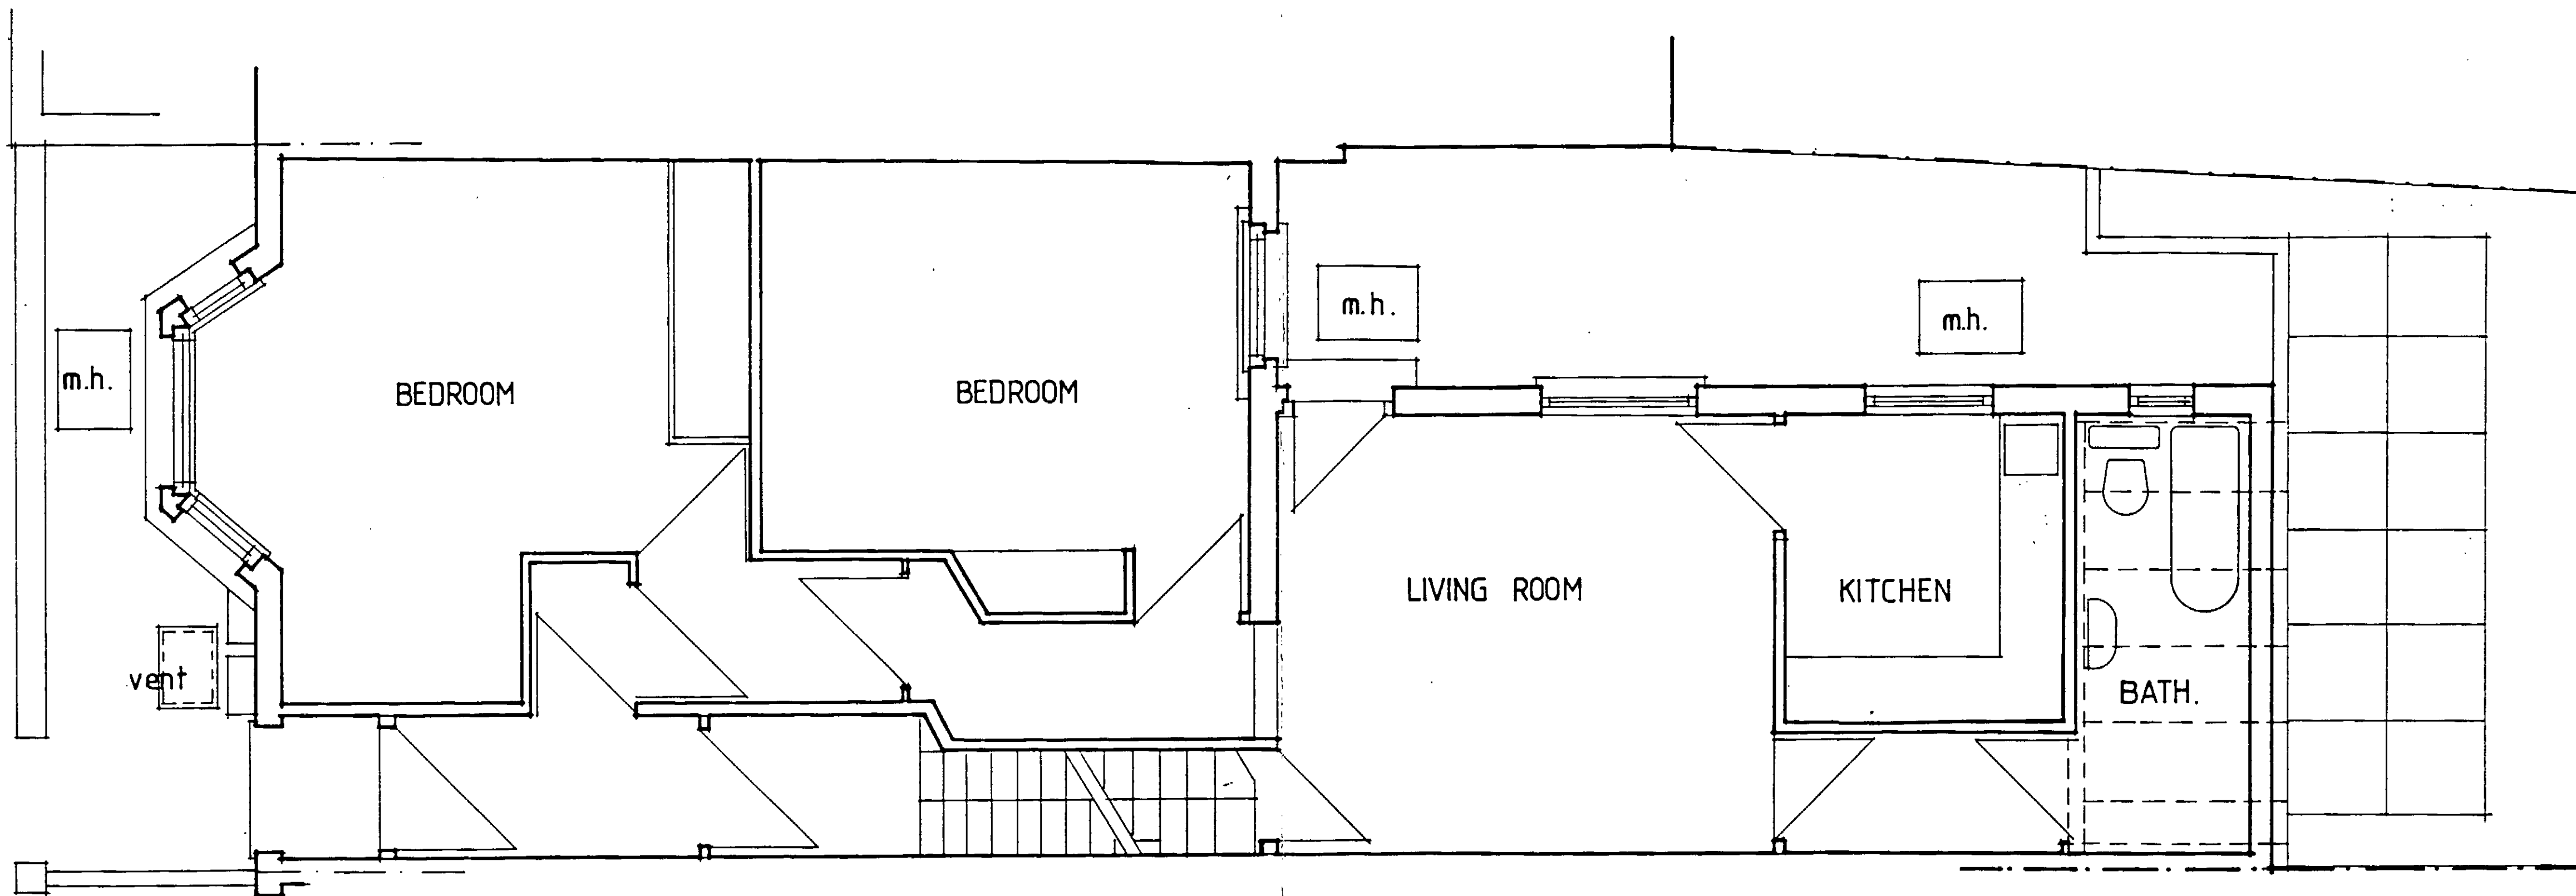 m.h.
BEDROOM
BEDROOM
m.h.
m.h.
LIVING ROOM
KITCHEN
BATH.
vent